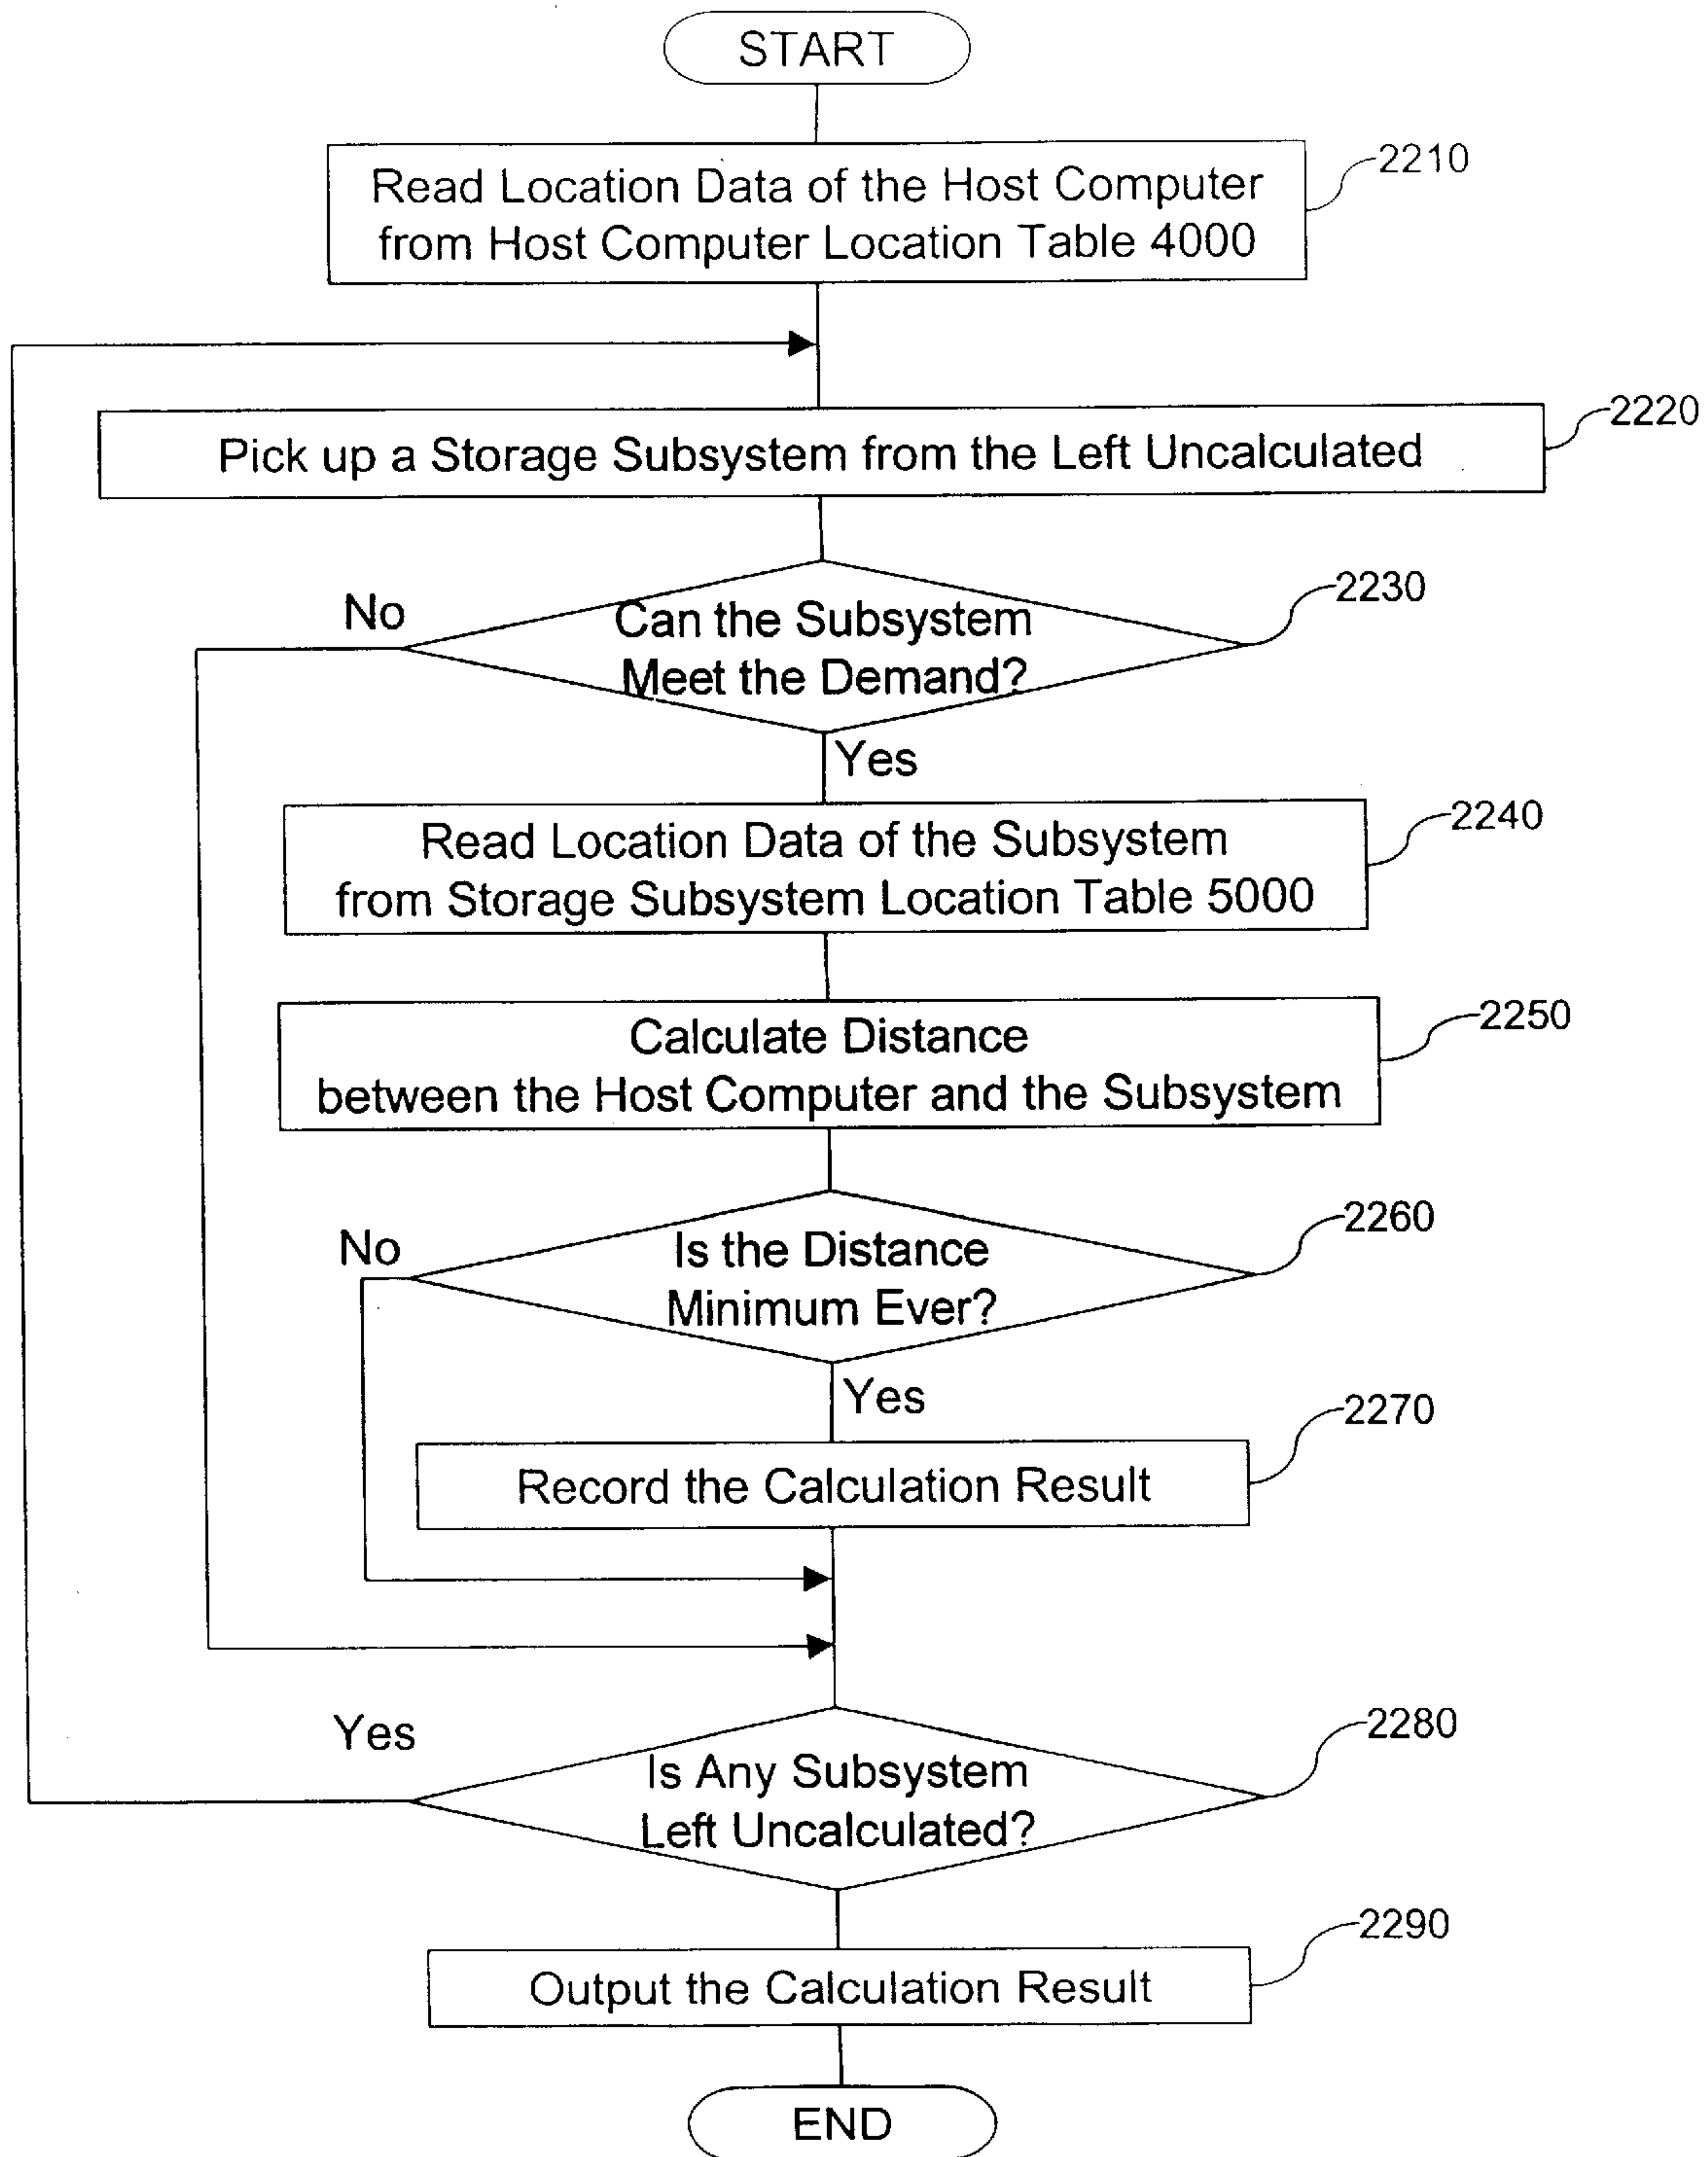 START
2210
Read Location Data of the Host Computer
from Host Computer Location Table 4000
2220
Pick up a Storage Subsystem from the Left Uncalculated
2230
No
Can the Subsystem
Meet the Demand?
Yes
2240
Read Location Data of the Subsystem
from Storage Subsystem Location Table 5000
2250
Calculate Distance
between the Host Computer and the Subsystem
2260
No
Is the Distance
Minimum Ever?
Yes
2270
Record the Calculation Result
2280
Yes
Is Any Subsystem
Left Uncalculated?
2290
Output the Calculation Result
END